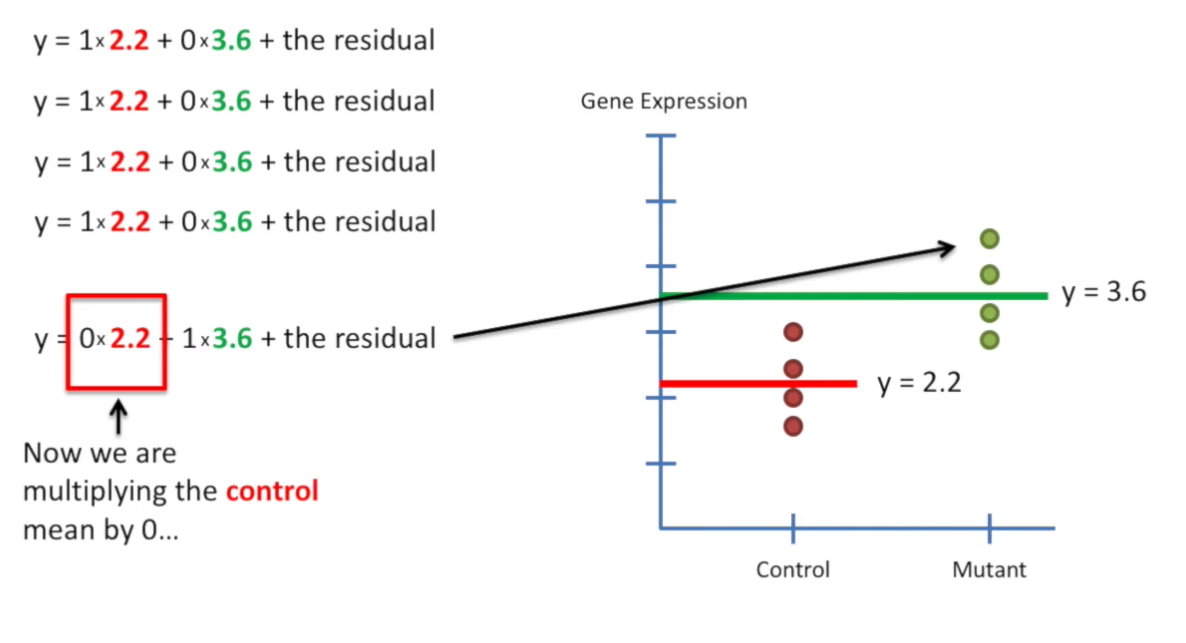 y = 1×2.2 + 0×3.6 + the residual
y = 1×2.2 + 0×3.6 + the residual
y = 1×2.2 + 0×3.6 + the residual
y = 1×2.2 + 0×3.6 + the residual
y = 0×2.2 + 1×3.6 + the residual
Now we are
multiplying the control
mean by 0...
Gene Expression
y = 3.6
y = 2.2
Control
Mutant